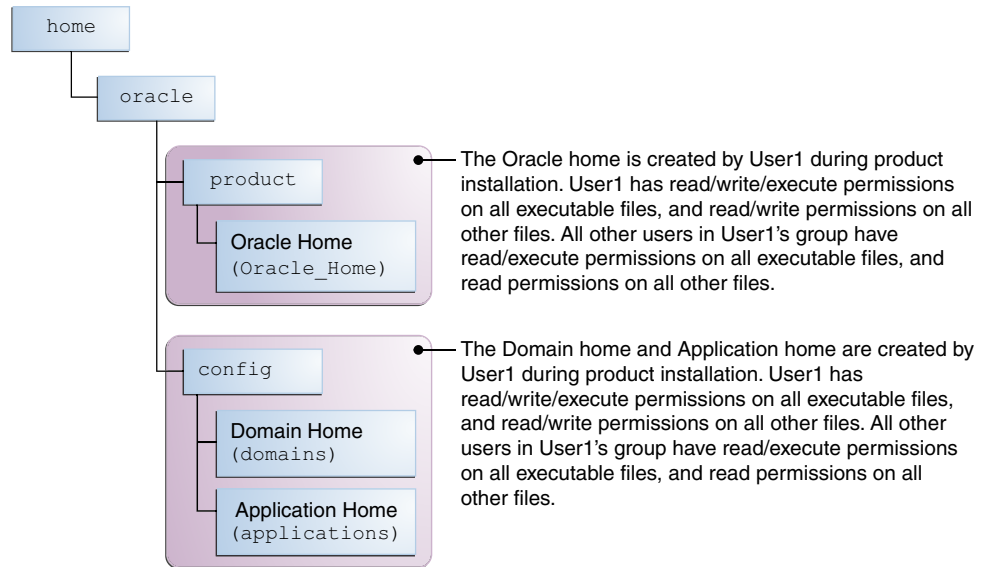 home
oracle
product
Oracle Home
(Oracle_Home)
The Oracle home is created by User1 during product
installation. User1 has read/write/execute permissions
on all executable files, and read/write permissions on all
other files. All other users in User1's group have
read/execute permissions on all executable files, and
read permissions on all other files.
config
Domain Home
(domains)
Application Home
(applications)
The Domain home and Application home are created by
User1 during product installation. User1 has
read/write/execute permissions on all executable files,
and read/write permissions on all other files. All other
users in User1's group have read/execute permissions
on all executable files, and read permissions on all
other files.